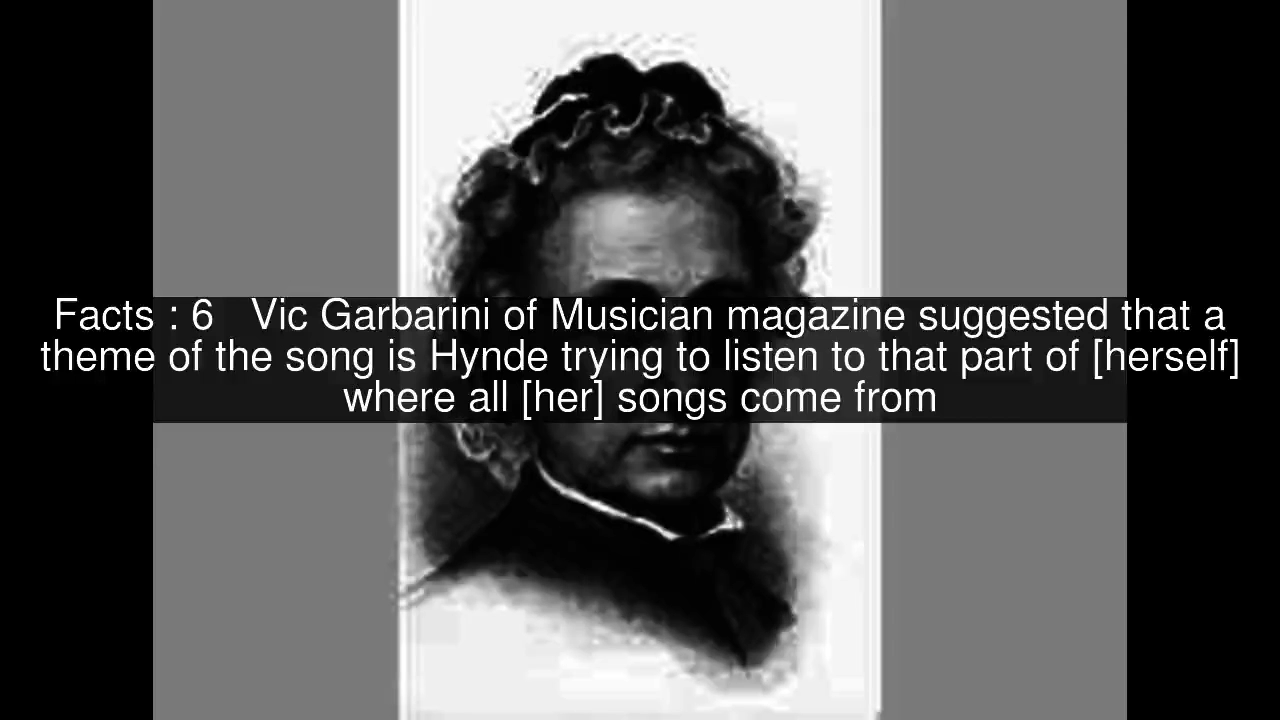 Facts : 6 Vic Garbarini of Musician magazine suggested that a
theme of the song is Hynde trying to listen to that part of [herself]
where all [her] songs come from